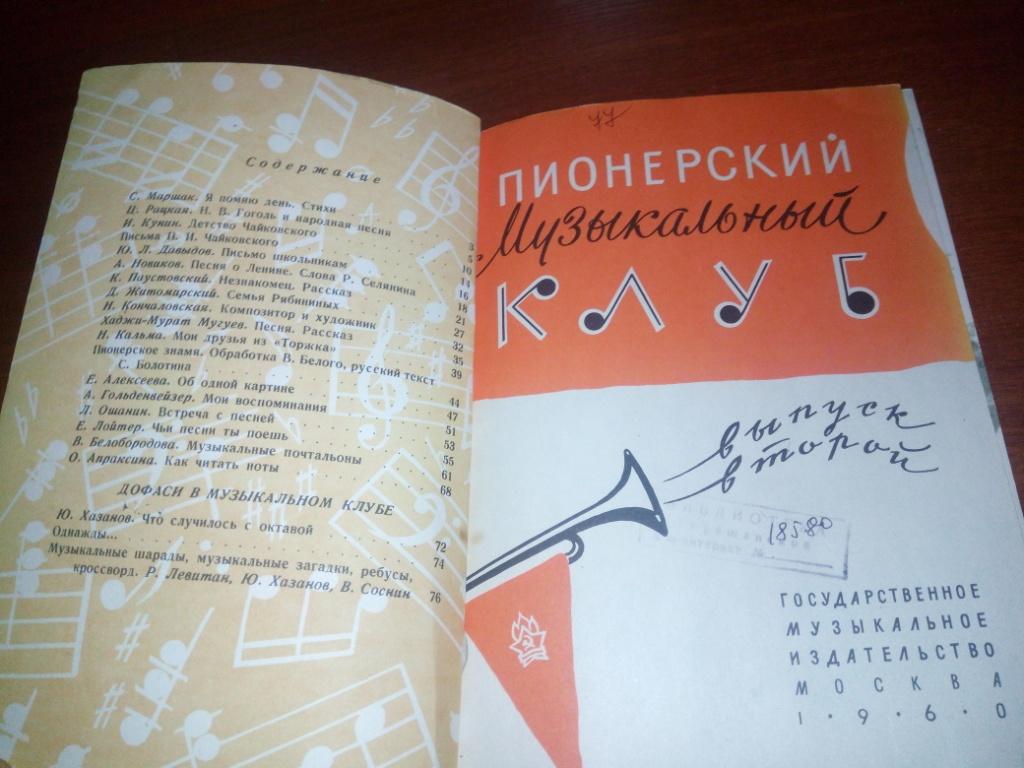 Содержание
С. Маршак. Я помню день. Стихи 3
Ц. Рацкая. Н. В. Гоголь и народная песня 5
И. Кунин. Детство Чайковского 10
Письма П. И. Чайковского 14
Ю. Л. Давыдов. Письмо школьникам 16
А. Новиков. Песня о Ленине. Слова Р. Селянина 18
К. Паустовский. Незнакомец. Рассказ 21
Д. Житомирский. Семья Рябининых 27
Н. Кончаловская. Композитор и художник 32
Хаджи-Мурат Мугуев. Песня. Рассказ 35
Н. Кальма. Мои друзья из «Торжка» 39
Пионерское знамя. Обработка В. Белого, русский текст
С. Болотина 44
Е. Алексеева. Об одной картине 47
А. Гольденвейзер. Мои воспоминания 51
Л. Ошанин. Встреча с песней 53
Е. Лойтер. Чьи песни ты поешь 55
В. Белобородова. Музыкальные почтальоны 61
О. Апраксина. Как читать ноты 68
ДОФАСИ В МУЗЫКАЛЬНОМ КЛУБЕ
Ю. Хазанов. Что случилось с октавой 72
Однажды... 74
Музыкальные шарады, музыкальные загадки, ребусы,
кроссворд. Р. Левитан, Ю. Хазанов, В. Соснин 76
ПИОНЕРСКИЙ
Музыкальный
КЛУБ
выпуск
второй
18580
ГОСУДАРСТВЕННОЕ
МУЗЫКАЛЬНОЕ
ИЗДАТЕЛЬСТВО
МОСКВА
1·9·6·0